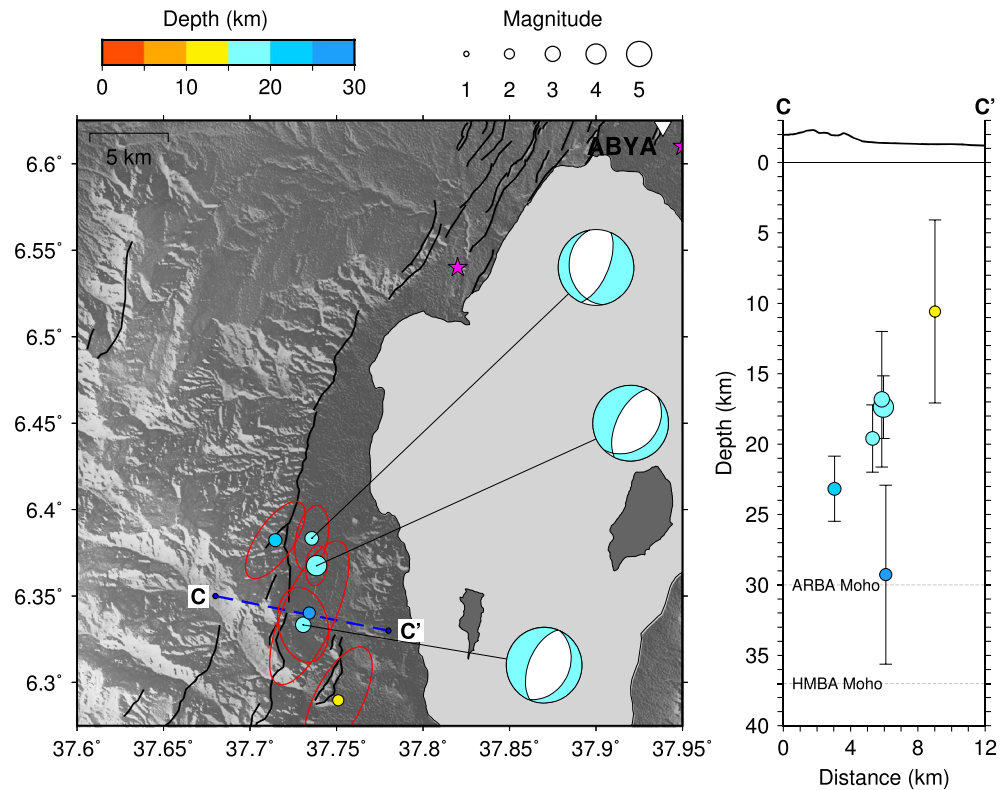 Depth (km)
0 10 20 30
Magnitude
1 2 3 4 5
5 km
ABYA
6.6˚
6.55˚
6.5˚
6.45˚
6.4˚
6.35˚
6.3˚
C
C’
37.6˚ 37.65˚ 37.7˚ 37.75˚ 37.8˚ 37.85˚ 37.9˚ 37.95˚
C C’
Depth (km)
0
5
10
15
20
25
30
35
40
ARBA Moho
HMBA Moho
0 4 8 12
Distance (km)